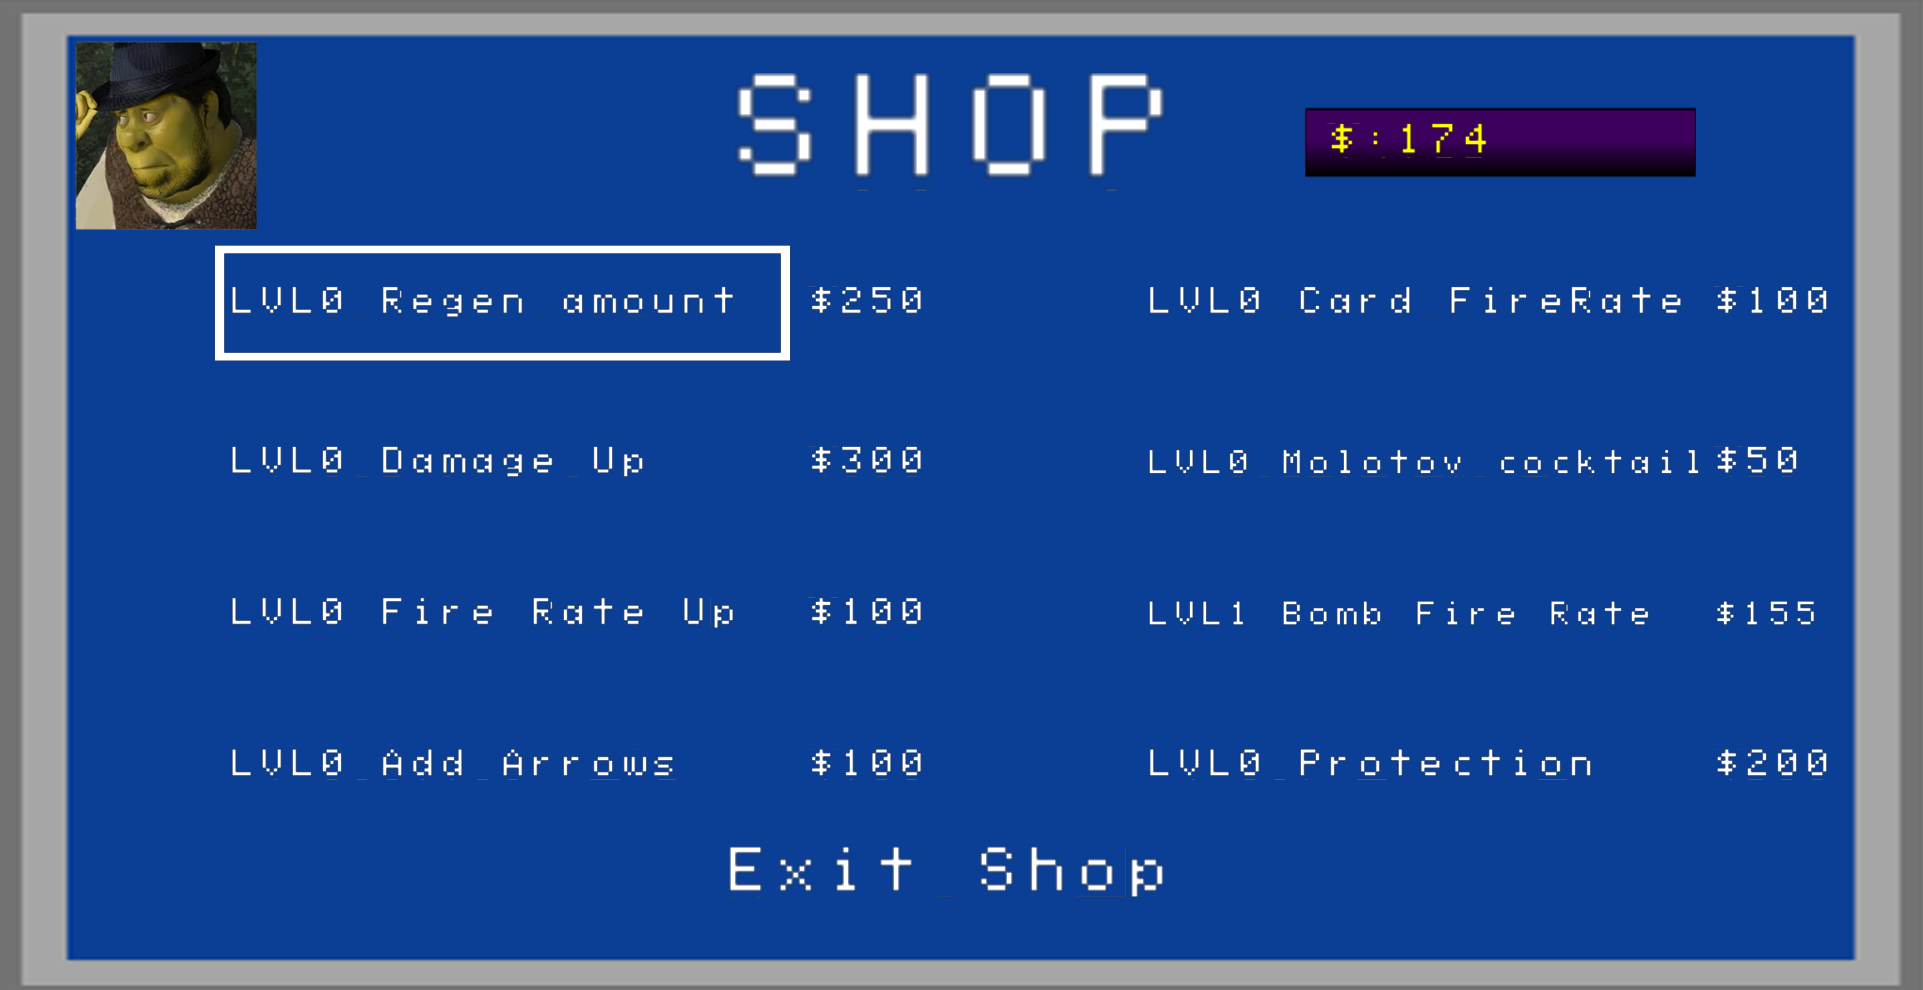 SHOP
$:174
LVL0 Regen amount $250
LVL0 Card FireRate $100
LVL0 Damage Up $300
LVL0 Molotov cocktail $50
LVL0 Fire Rate Up $100
LVL1 Bomb Fire Rate $155
LVL0 Add Arrows $100
LVL0 Protection $200
Exit Shop